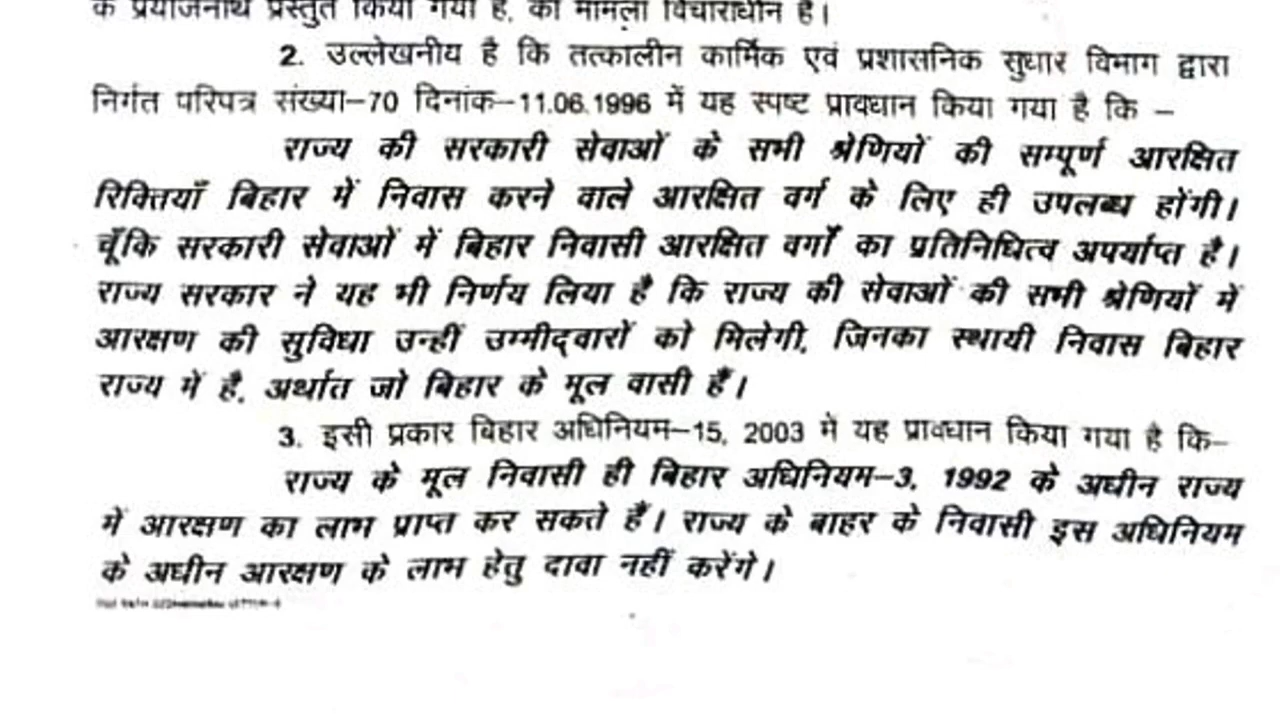 के प्रयोजनार्थ प्रस्तुत किया गया है, का मामला विचाराधीन है।
2. उल्लेखनीय है कि तत्कालीन कार्मिक एवं प्रशासनिक सुधार विभाग द्वारा
निर्गत परिपत्र संख्या–70 दिनांक–11.06.1996 में यह स्पष्ट प्रावधान किया गया है कि –
राज्य की सरकारी सेवाओं के सभी श्रेणियों की सम्पूर्ण आरक्षित
रिक्तियाँ बिहार में निवास करने वाले आरक्षित वर्ग के लिए ही उपलब्ध होंगी।
चूँकि सरकारी सेवाओं में बिहार निवासी आरक्षित वर्गों का प्रतिनिधित्व अपर्याप्त है।
राज्य सरकार ने यह भी निर्णय लिया है कि राज्य की सेवाओं की सभी श्रेणियों में
आरक्षण की सुविधा उन्हीं उम्मीद्वारों को मिलेगी, जिनका स्थायी निवास बिहार
राज्य में है, अर्थात जो बिहार के मूल वासी हैं।
3. इसी प्रकार बिहार अधिनियम–15, 2003 में यह प्रावधान किया गया है कि–
राज्य के मूल निवासी ही बिहार अधिनियम–3, 1992 के अधीन राज्य
में आरक्षण का लाभ प्राप्त कर सकते हैं। राज्य के बाहर के निवासी इस अधिनियम
के अधीन आरक्षण के लाभ हेतु दावा नहीं करेंगे।